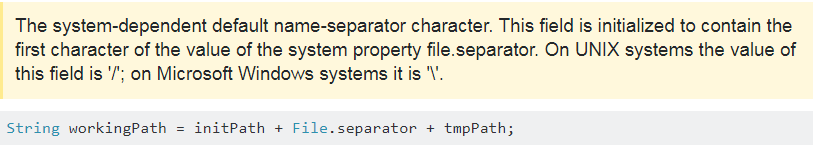 The system-dependent default name-separator character. This field is initialized to contain the
first character of the value of the system property file.separator. On UNIX systems the value of
this field is '/'; on Microsoft Windows systems it is '\'.
String workingPath = initPath + File.separator + tmpPath;